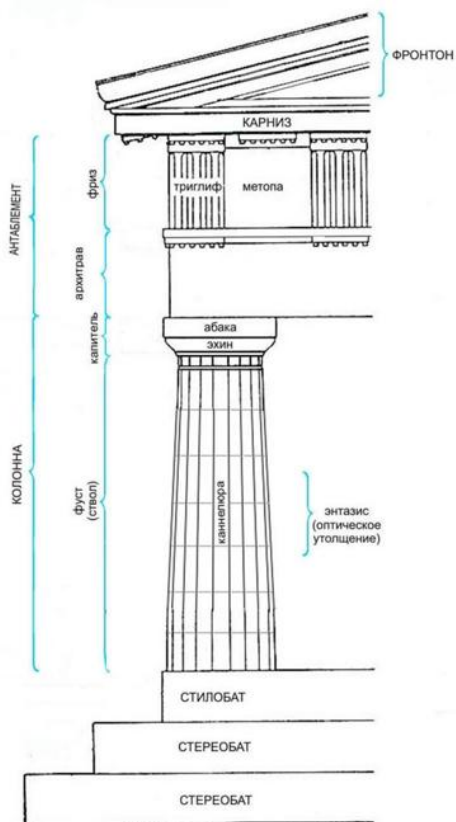 ФРОНТОН
КАРНИЗ
АНТАБЛЕМЕНТ
фриз
триглиф
метопа
архитрав
капитель
абака
эхин
КОЛОННА
фуст
(ствол)
каннелюра
энтазис
(оптическое
утолщение)
СТИЛОБАТ
СТЕРЕОБАТ
СТЕРЕОБАТ